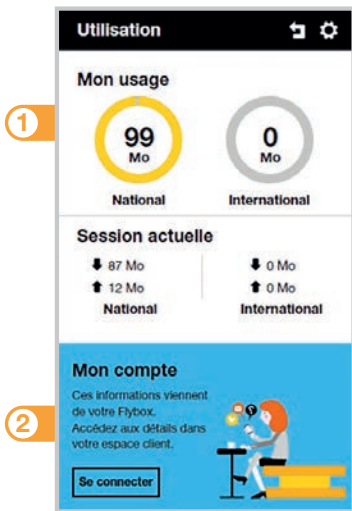 Utilisation
Mon usage
1
99
Mo
0
Mo
National
International
Session actuelle
87 Mo
0 Mo
12 Mo
0 Mo
National
International
Mon compte
Ces informations viennent
de votre Flybox.
Accédez aux détails dans
votre espace client.
2
Se connecter